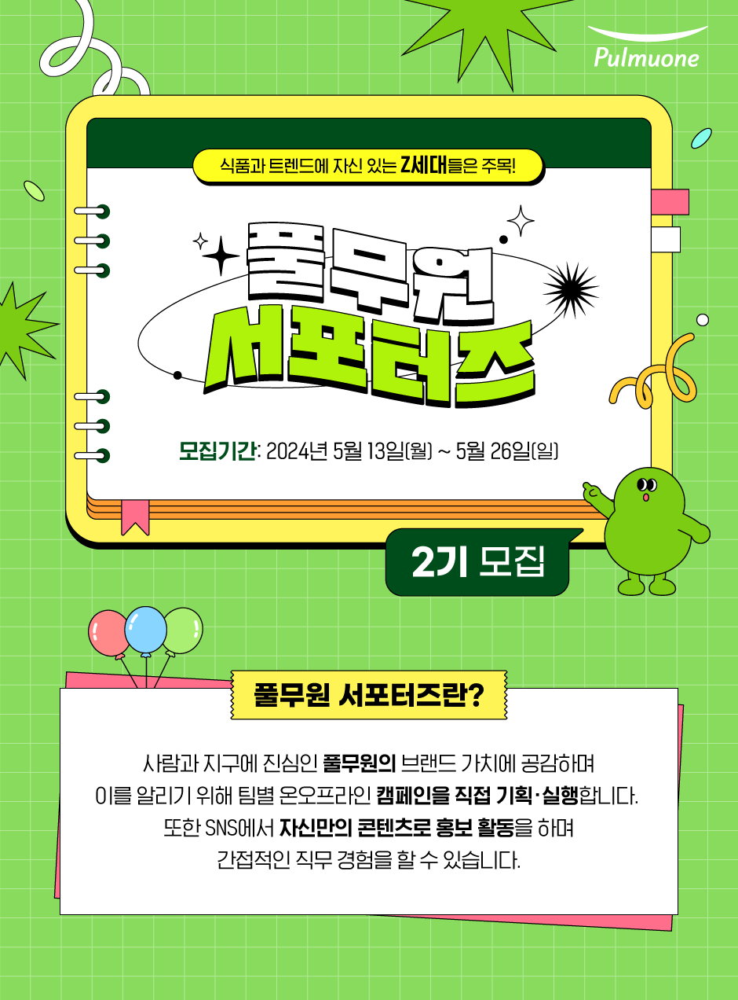 Pulmuone
식품과 트렌드에 자신 있는 Z세대들은 주목!
풀무원
서포터즈
모집기간: 2024년 5월 13일(월) ~ 5월 26일(일)
2기 모집
풀무원 서포터즈란?
사람과 지구에 진심인 풀무원의 브랜드 가치에 공감하며
이를 알리기 위해 팀별 온오프라인 캠페인을 직접 기획·실행합니다.
또한 SNS에서 자신만의 콘텐츠로 홍보 활동을 하며
간접적인 직무 경험을 할 수 있습니다.